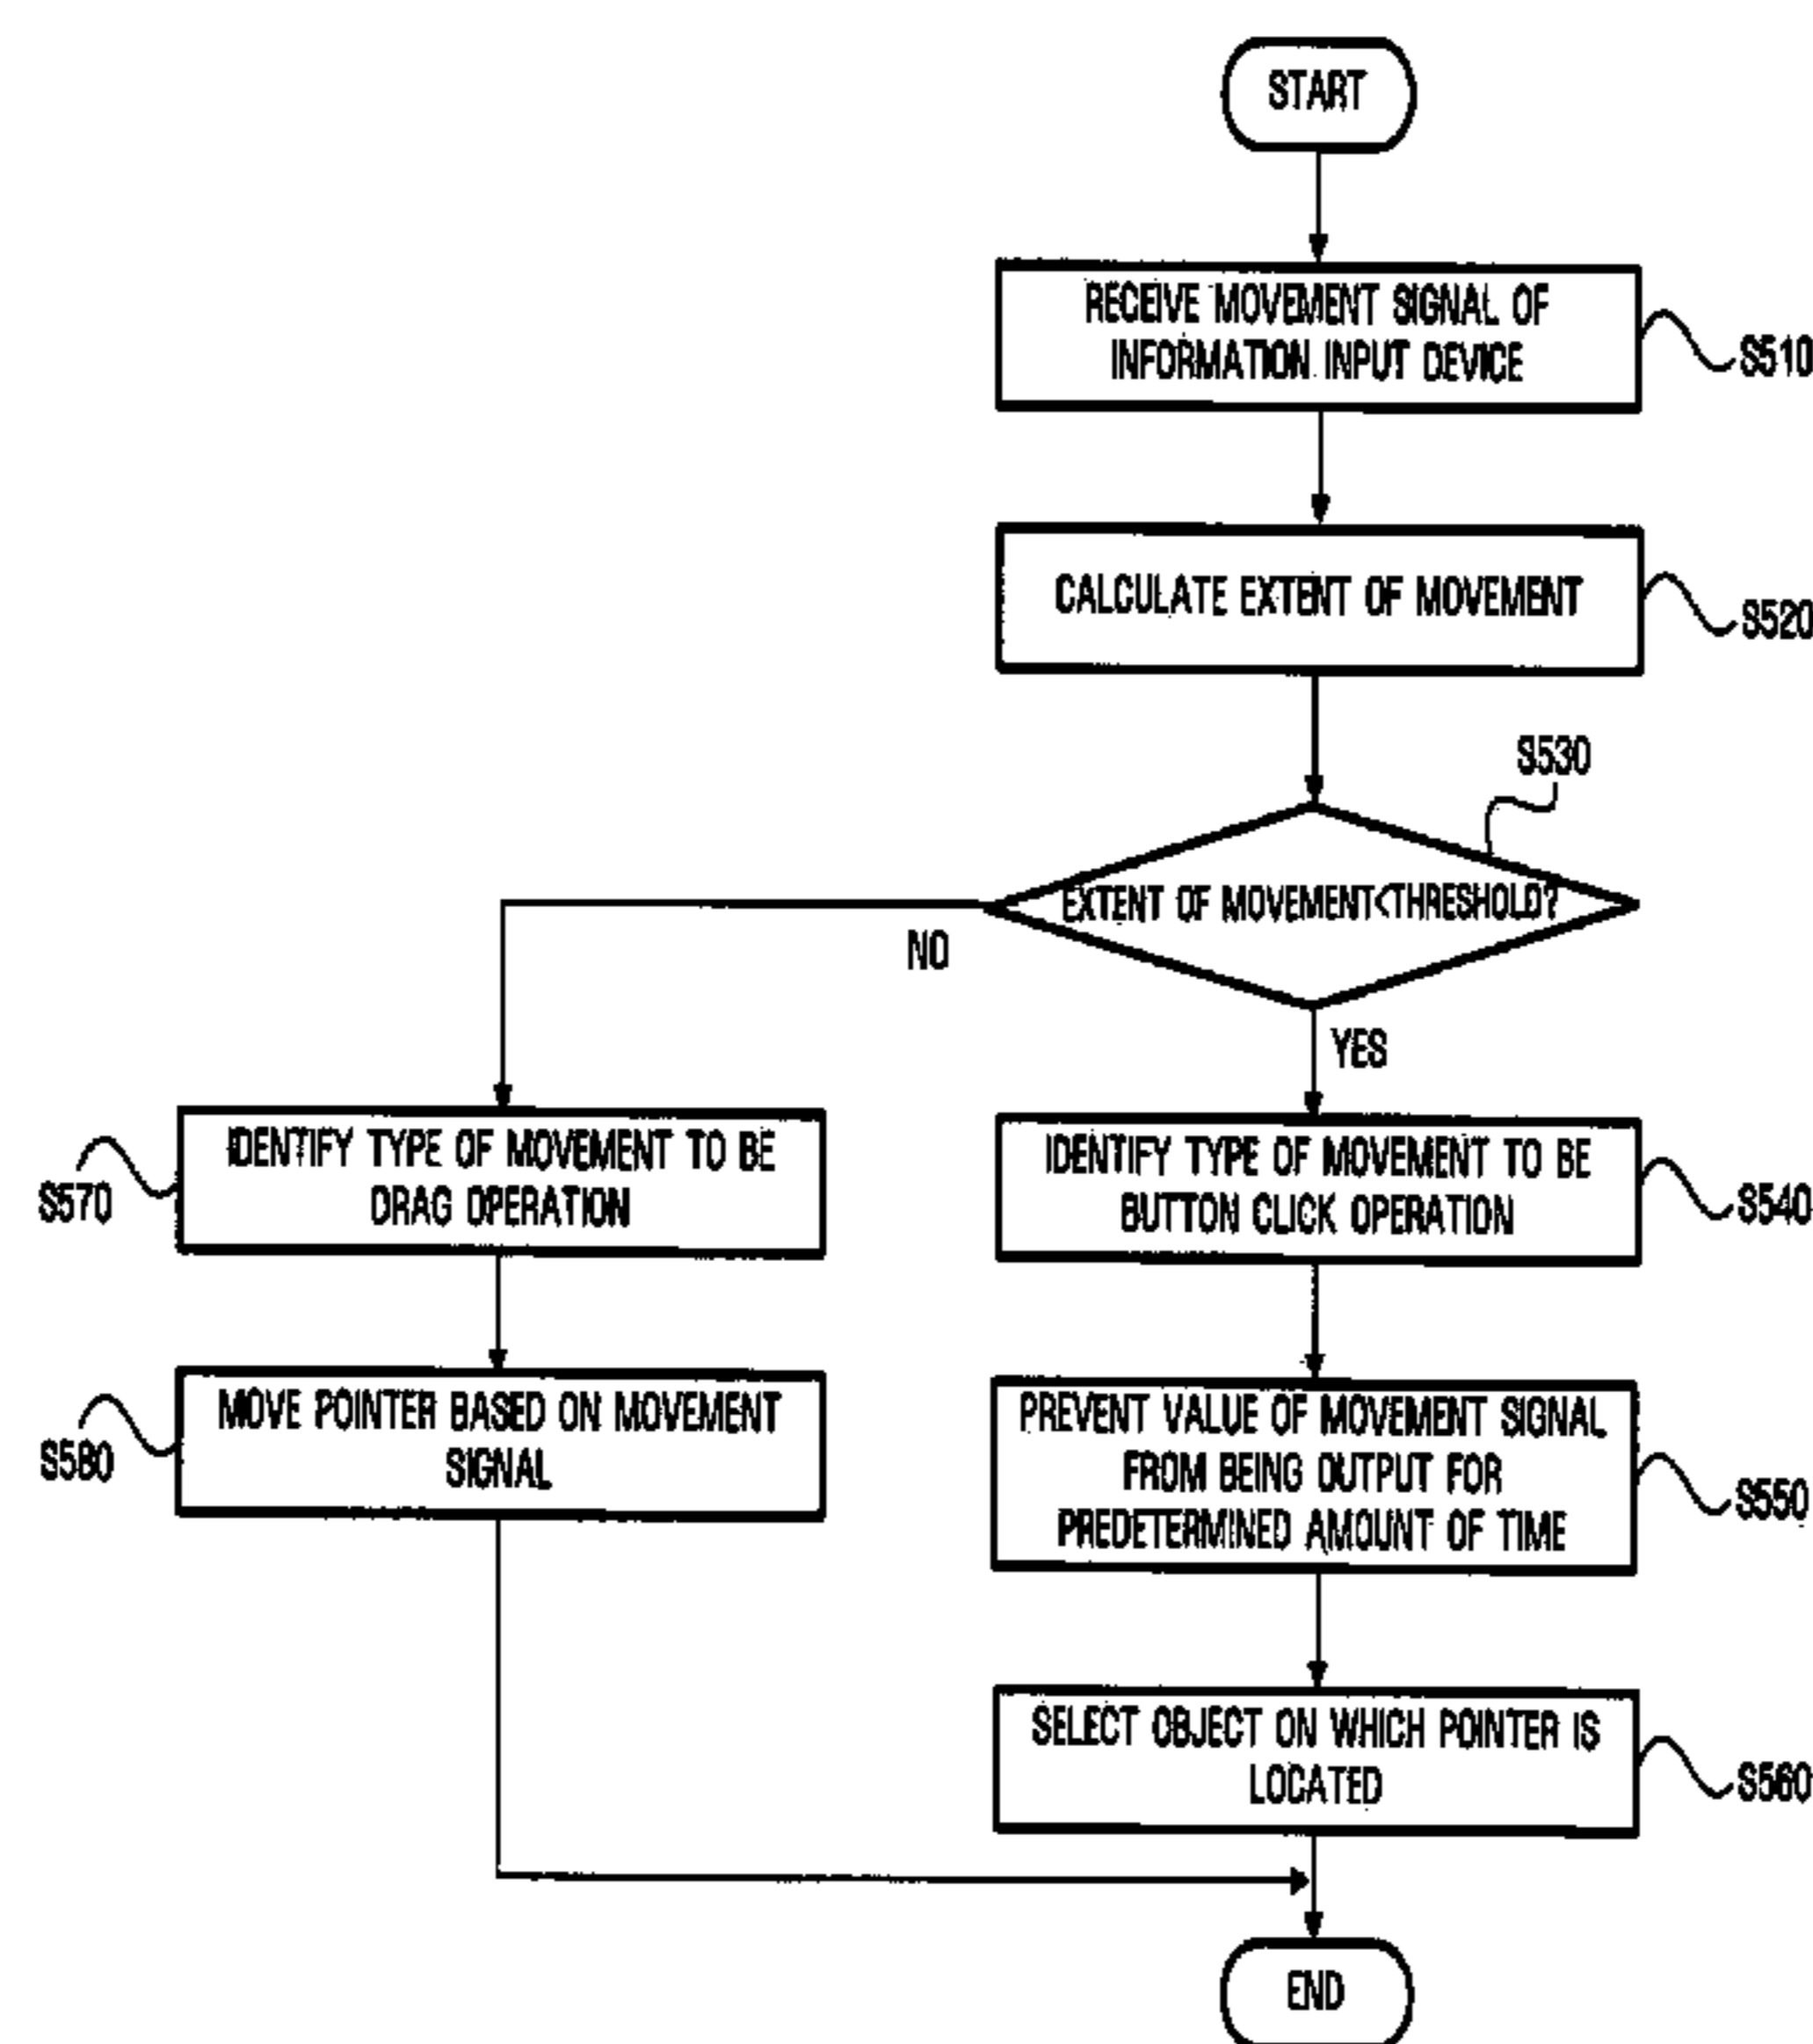 START
RECEIVE MOVEMENT SIGNAL OF
INFORMATION INPUT DEVICE
S510
CALCULATE EXTENT OF MOVEMENT
S520
S530
EXTENT OF MOVEMENT<THRESHOLD?
NO
YES
IDENTIFY TYPE OF MOVEMENT TO BE
DRAG OPERATION
S570
IDENTIFY TYPE OF MOVEMENT TO BE
BUTTON CLICK OPERATION
S540
MOVE POINTER BASED ON MOVEMENT
SIGNAL
S580
PREVENT VALUE OF MOVEMENT SIGNAL
FROM BEING OUTPUT FOR
PREDETERMINED AMOUNT OF TIME
S550
SELECT OBJECT ON WHICH POINTER IS
LOCATED
S560
END